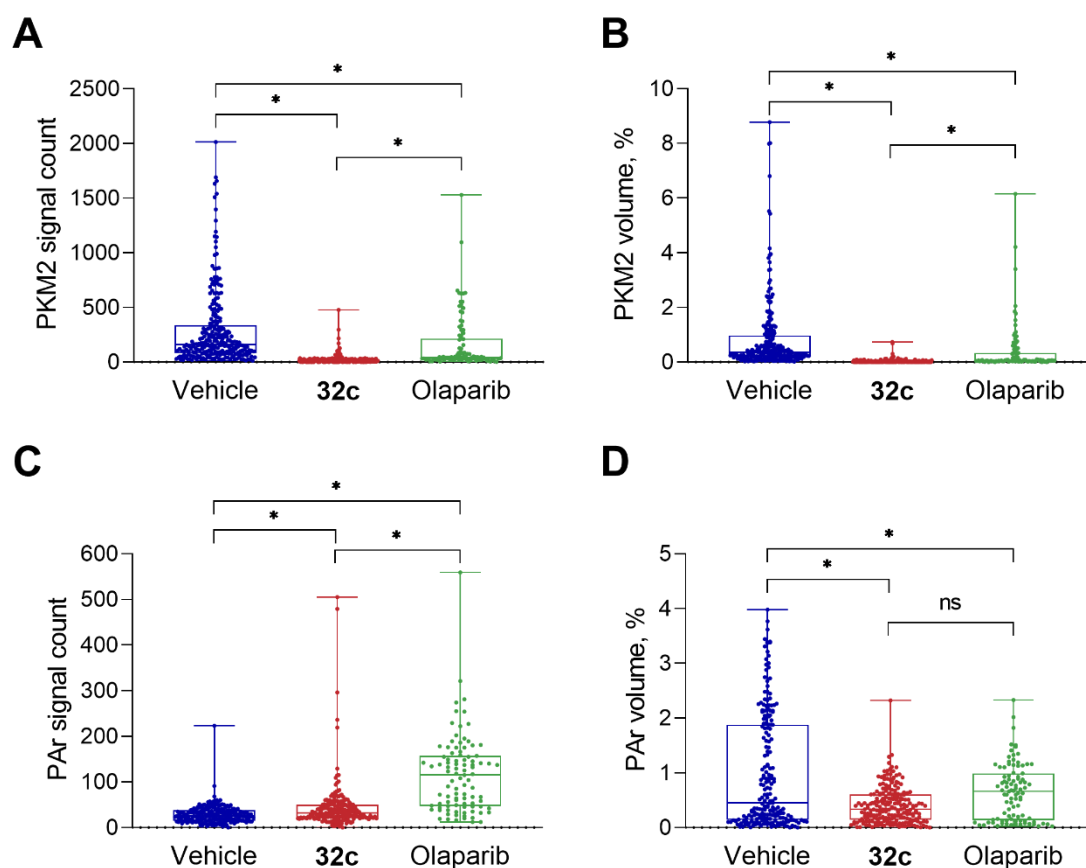 A
PKM2 signal count
2500
2000
1500
1000
500
0
*
*
*
Vehicle 32c Olaparib
B
PKM2 volume, %
10
8
6
4
2
0
*
*
*
Vehicle 32c Olaparib
C
PAr signal count
600
500
400
300
200
100
0
*
*
*
Vehicle 32c Olaparib
D
PAr volume, %
5
4
3
2
1
0
*
*
ns
Vehicle 32c Olaparib